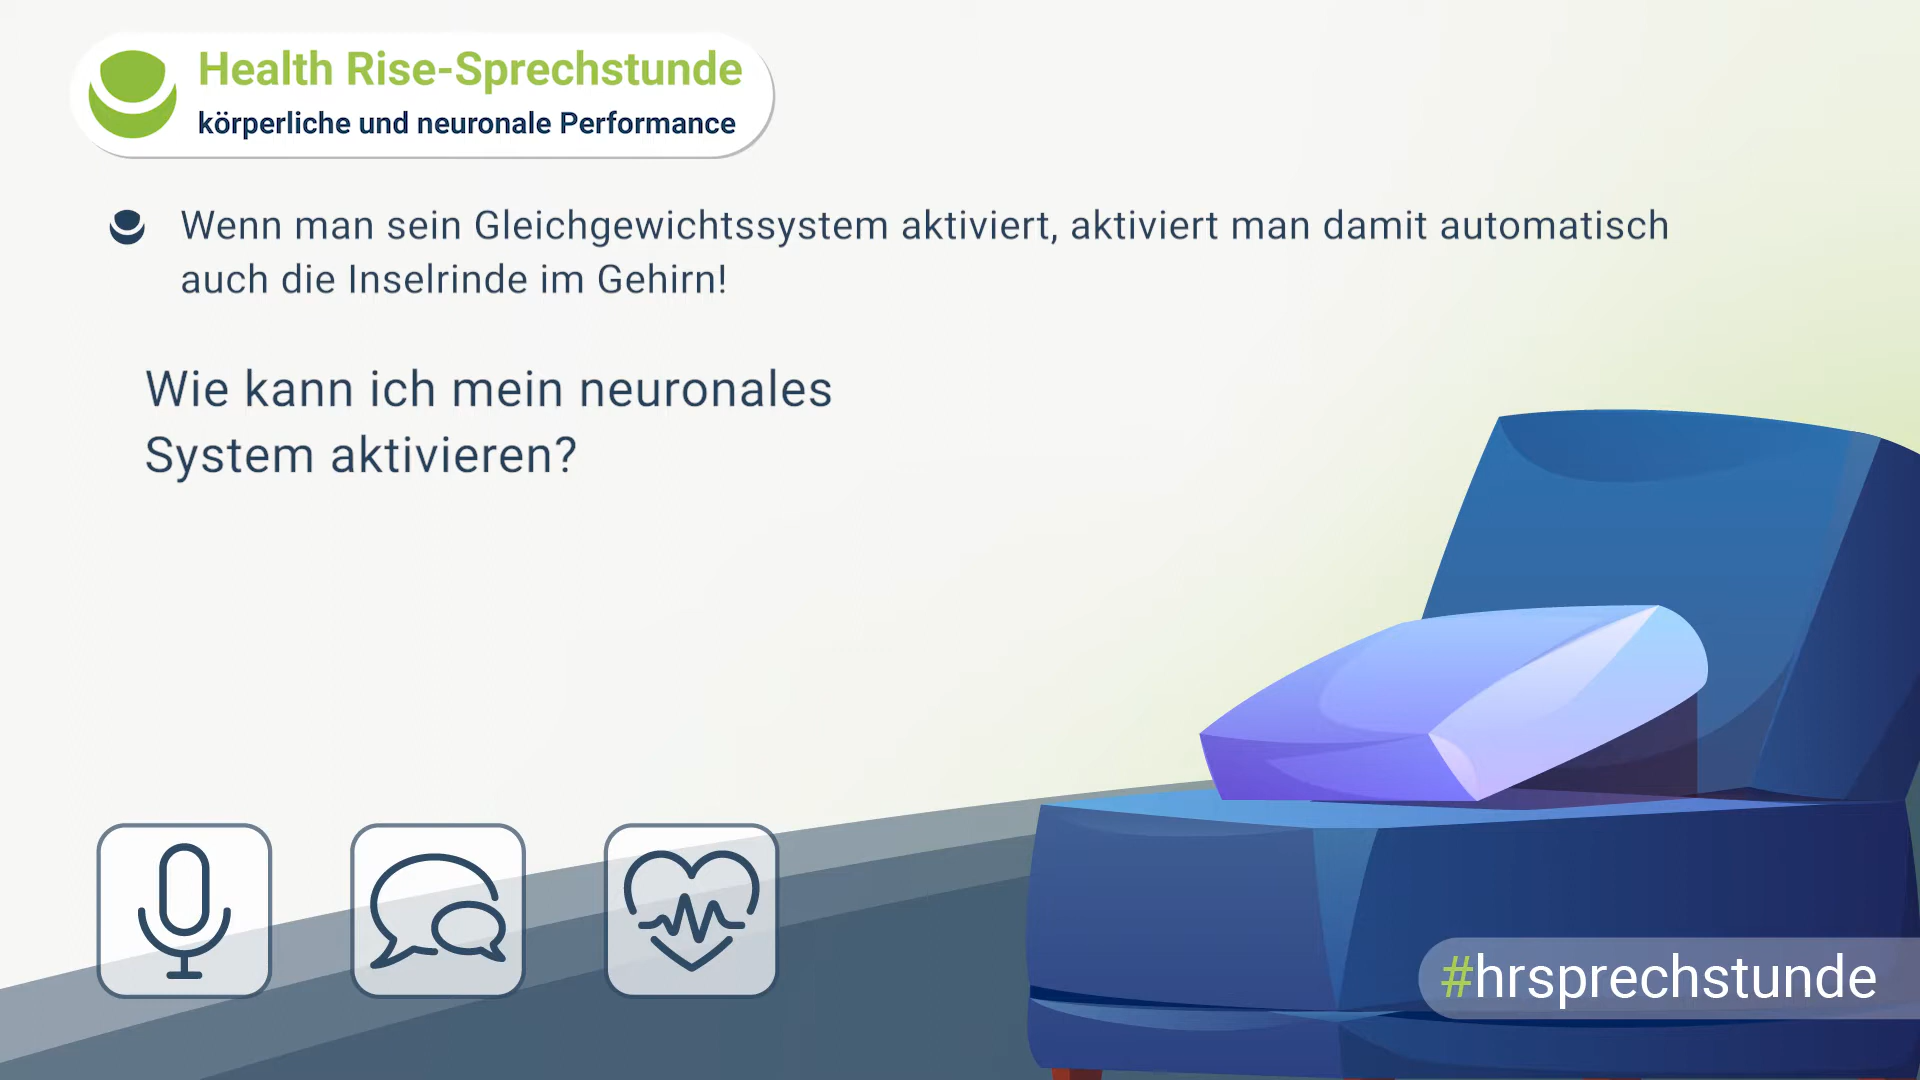 Health Rise-Sprechstunde
körperliche und neuronale Performance
Wenn man sein Gleichgewichtssystem aktiviert, aktiviert man damit automatisch
auch die Inselrinde im Gehirn!
Wie kann ich mein neuronales
System aktivieren?
#hrsprechstunde